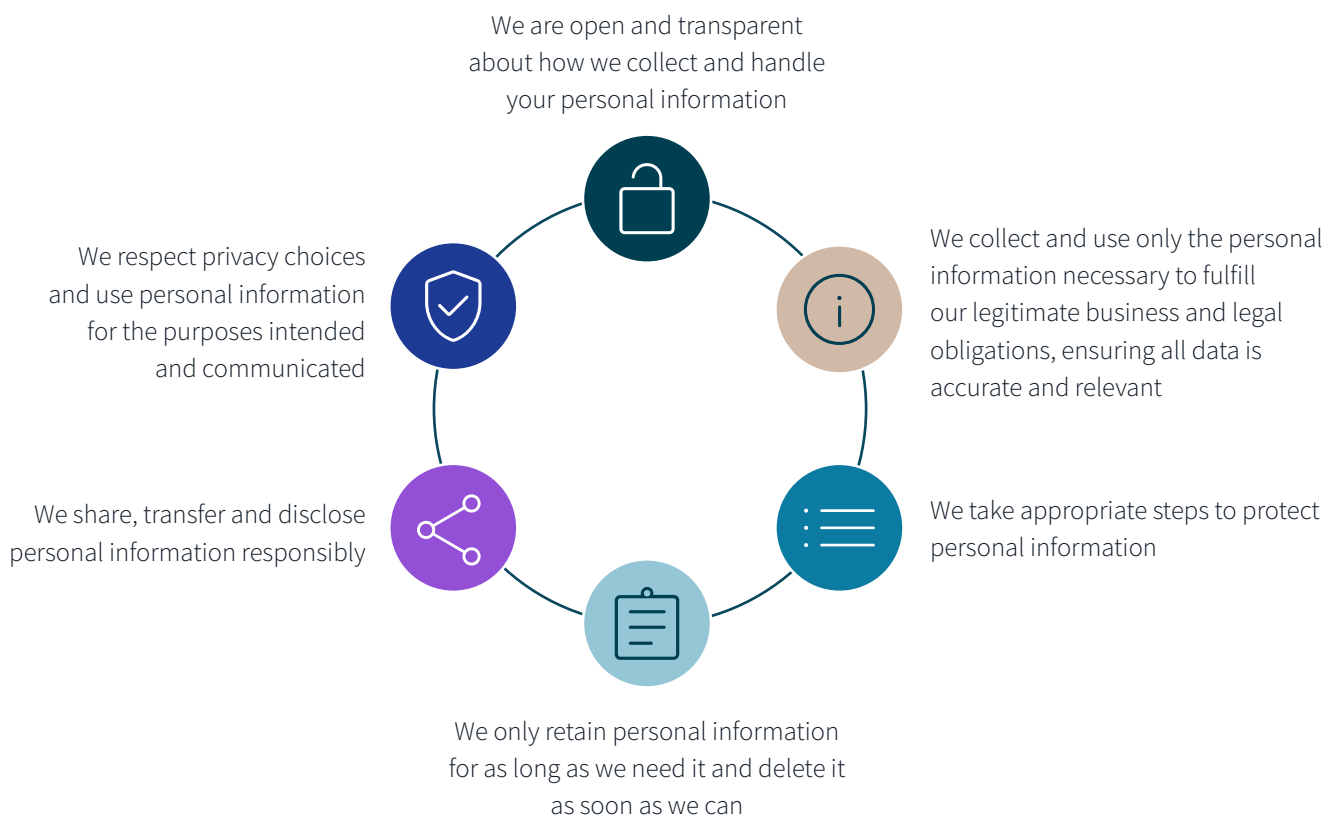 We are open and transparent
about how we collect and handle
your personal information
We collect and use only the personal
information necessary to fulfill
our legitimate business and legal
obligations, ensuring all data is
accurate and relevant
We take appropriate steps to protect
personal information
We only retain personal information
for as long as we need it and delete it
as soon as we can
We share, transfer and disclose
personal information responsibly
We respect privacy choices
and use personal information
for the purposes intended
and communicated